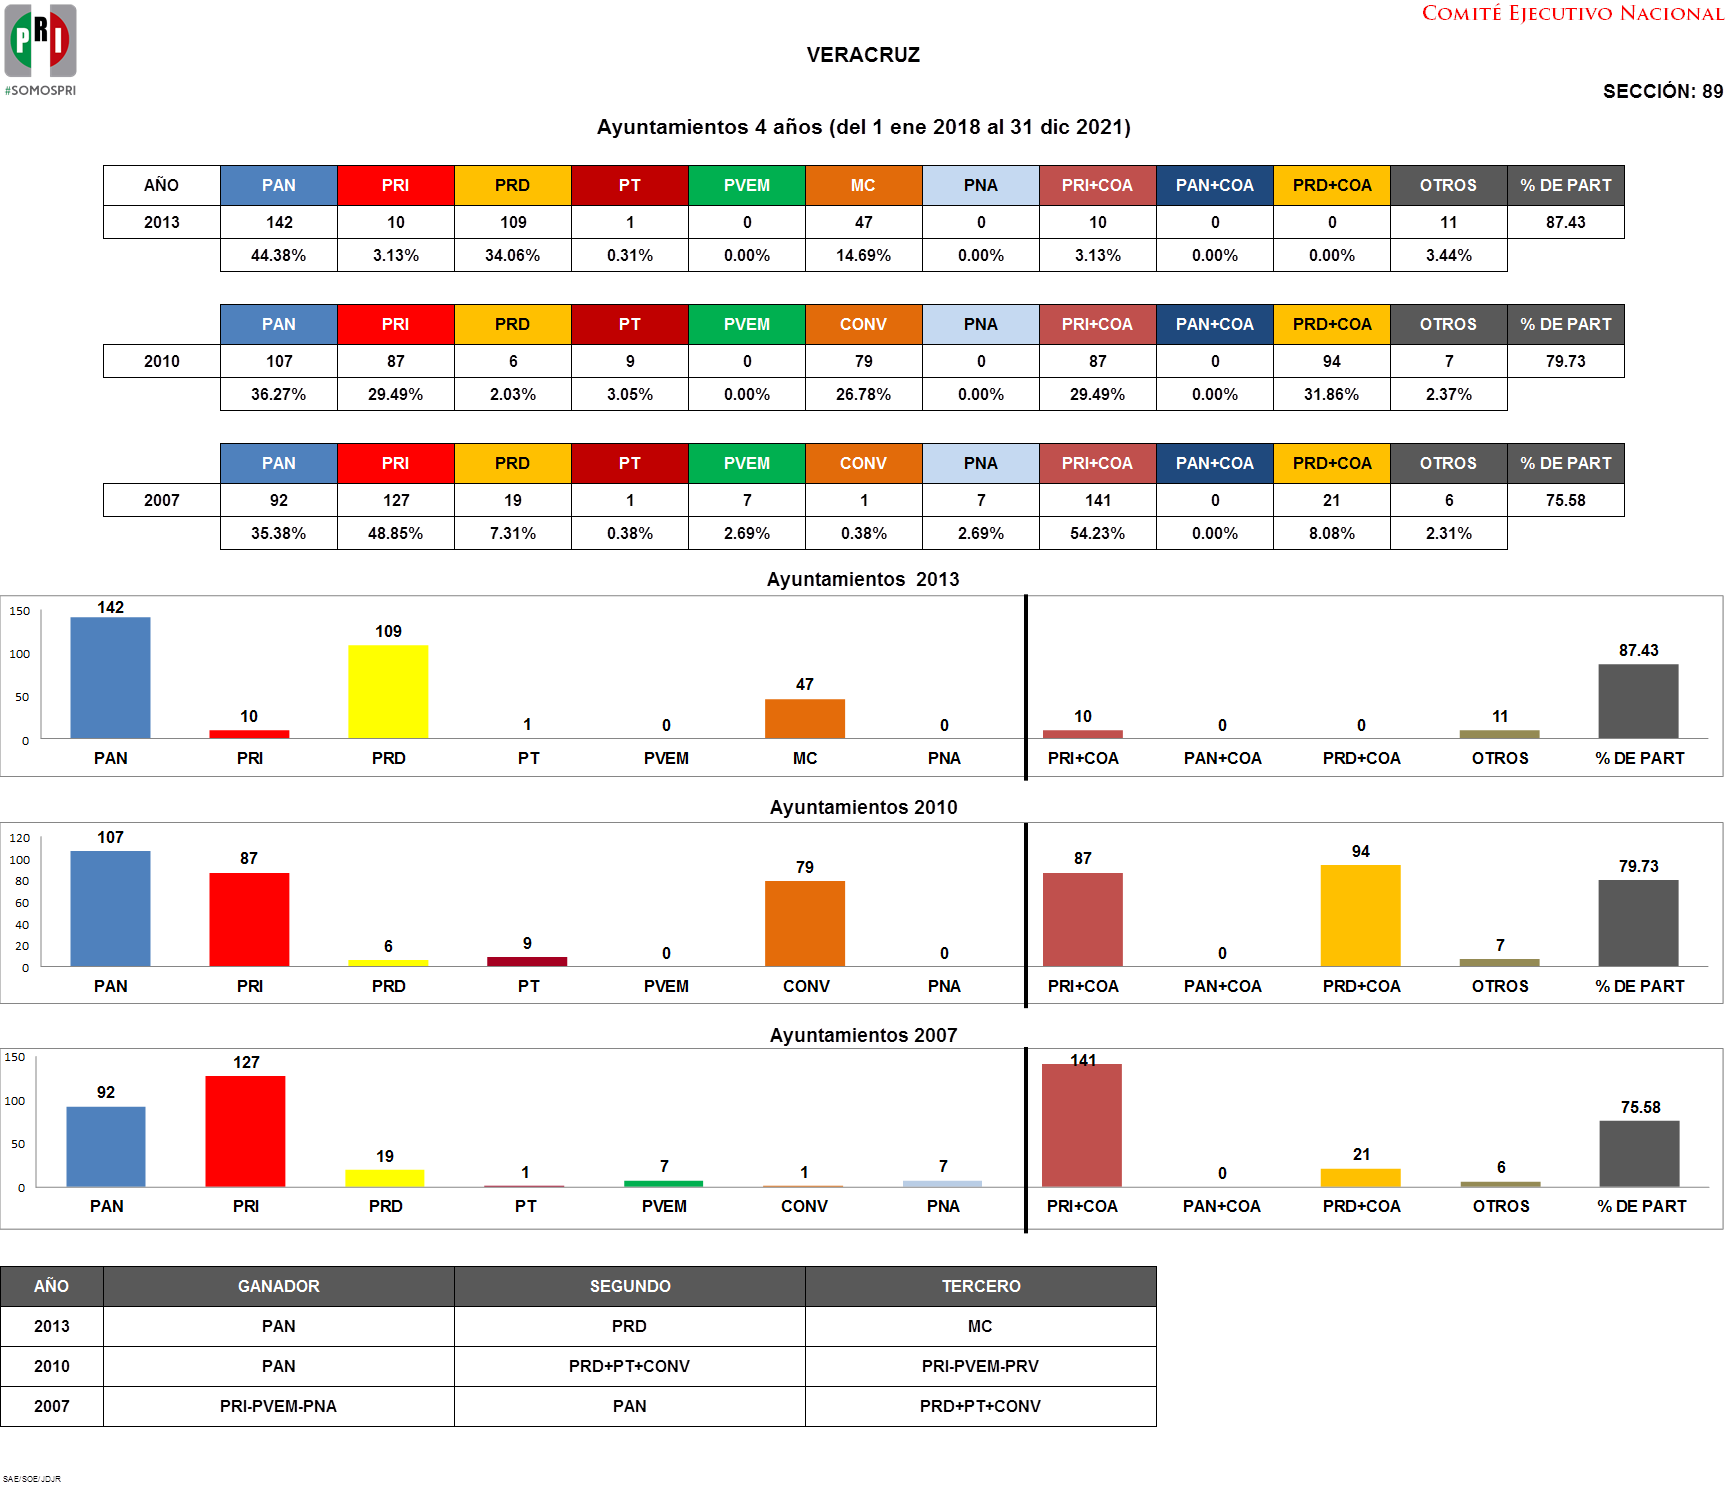 PRI
#SOMOSPRI
COMITÉ EJECUTIVO NACIONAL
VERACRUZ
SECCIÓN: 89
Ayuntamientos 4 años (del 1 ene 2018 al 31 dic 2021)
AÑO PAN PRI PRD PT PVEM MC PNA PRI+COA PAN+COA PRD+COA OTROS % DE PART
2013 142 10 109 1 0 47 0 10 0 0 11 87.43
44.38% 3.13% 34.06% 0.31% 0.00% 14.69% 0.00% 3.13% 0.00% 0.00% 3.44%
PAN PRI PRD PT PVEM CONV PNA PRI+COA PAN+COA PRD+COA OTROS % DE PART
2010 107 87 6 9 0 79 0 87 0 94 7 79.73
36.27% 29.49% 2.03% 3.05% 0.00% 26.78% 0.00% 29.49% 0.00% 31.86% 2.37%
PAN PRI PRD PT PVEM CONV PNA PRI+COA PAN+COA PRD+COA OTROS % DE PART
2007 92 127 19 1 7 1 7 141 0 21 6 75.58
35.38% 48.85% 7.31% 0.38% 2.69% 0.38% 2.69% 54.23% 0.00% 8.08% 2.31%
Ayuntamientos 2013
150
100
50
0
142 10 109 1 0 47 0 10 0 0 11 87.43
PAN PRI PRD PT PVEM MC PNA PRI+COA PAN+COA PRD+COA OTROS % DE PART
Ayuntamientos 2010
120
100
80
60
40
20
0
107 87 6 9 0 79 0 87 0 94 7 79.73
PAN PRI PRD PT PVEM CONV PNA PRI+COA PAN+COA PRD+COA OTROS % DE PART
Ayuntamientos 2007
150
100
50
0
92 127 19 1 7 1 7 141 0 21 6 75.58
PAN PRI PRD PT PVEM CONV PNA PRI+COA PAN+COA PRD+COA OTROS % DE PART
AÑO GANADOR SEGUNDO TERCERO
2013 PAN PRD MC
2010 PAN PRD+PT+CONV PRI-PVEM-PRV
2007 PRI-PVEM-PNA PAN PRD+PT+CONV
SAE/SOE/JDJR